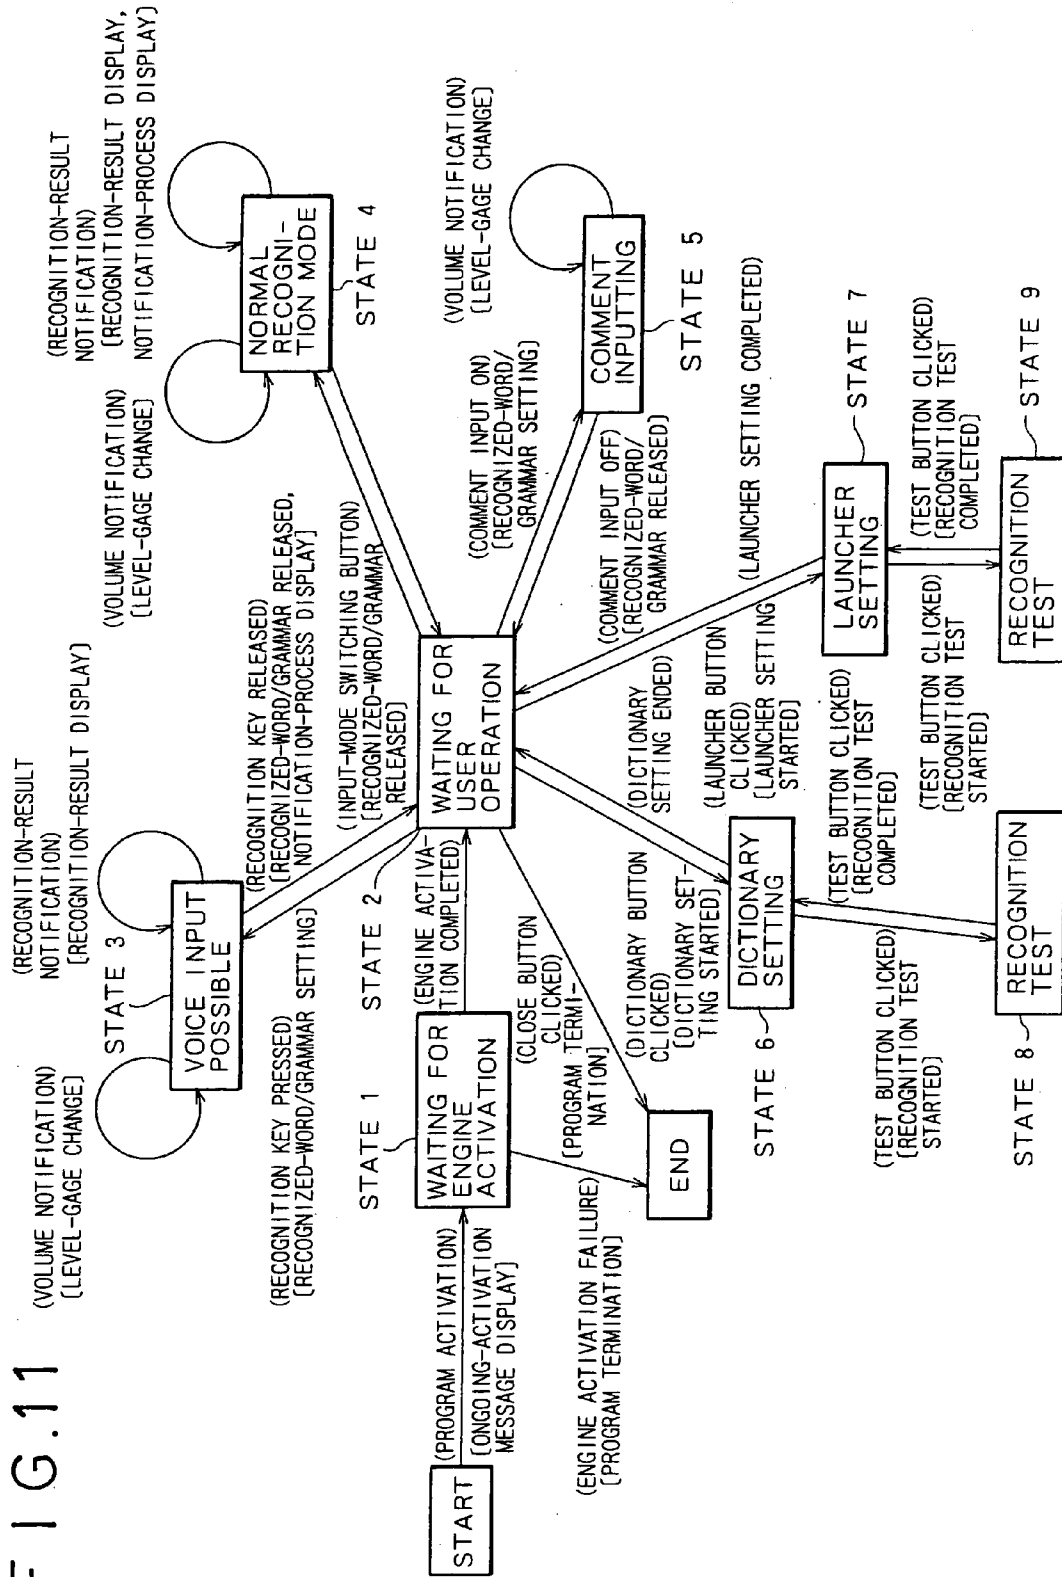 FIG.11
(VOLUME NOTIFICATION)
[LEVEL-GAGE CHANGE]
(RECOGNITION-RESULT
NOTIFICATION)
[RECOGNITION-RESULT DISPLAY]
STATE 3
VOICE INPUT
POSSIBLE
(RECOGNITION KEY PRESSED)
[RECOGNIZED-WORD/GRAMMAR SETTING]
(RECOGNITION KEY RELEASED)
[RECOGNIZED-WORD/GRAMMAR RELEASED,
NOTIFICATION-PROCESS DISPLAY]
(VOLUME NOTIFICATION)
[LEVEL-GAGE CHANGE]
(RECOGNITION-RESULT
NOTIFICATION)
[RECOGNITION-RESULT DISPLAY,
NOTIFICATION-PROCESS DISPLAY]
NORMAL
RECOGNI-
TION MODE
STATE 4
(INPUT-MODE SWITCHING BUTTON)
[RECOGNIZED-WORD/GRAMMAR
RELEASED]
START
(PROGRAM ACTIVATION)
[ONGOING-ACTIVATION
MESSAGE DISPLAY]
STATE 1
WAITING FOR
ENGINE
ACTIVATION
STATE 2
(ENGINE ACTIVA-
TION COMPLETED)
WAITING FOR
USER
OPERATION
(COMMENT INPUT ON)
[RECOGNIZED-WORD/
GRAMMAR SETTING]
(VOLUME NOTIFICATION)
[LEVEL-GAGE CHANGE]
COMMENT
INPUTTING
STATE 5
(COMMENT INPUT OFF)
[RECOGNIZED-WORD/
GRAMMAR RELEASED]
(ENGINE ACTIVATION FAILURE)
[PROGRAM TERMINATION]
(CLOSE BUTTON
CLICKED)
[PROGRAM TERMI-
NATION]
END
(DICTIONARY BUTTON
CLICKED)
[DICTIONARY SET-
TING STARTED]
(DICTIONARY
SETTING ENDED)
(LAUNCHER BUTTON
CLICKED)
[LAUNCHER SETTING
STARTED]
(LAUNCHER SETTING COMPLETED)
STATE 6
DICTIONARY
SETTING
LAUNCHER
SETTING
STATE 7
(TEST BUTTON CLICKED)
[RECOGNITION TEST
STARTED]
(TEST BUTTON CLICKED)
[RECOGNITION TEST
COMPLETED]
(TEST BUTTON CLICKED)
[RECOGNITION TEST
STARTED]
(TEST BUTTON CLICKED)
[RECOGNITION TEST
COMPLETED]
STATE 8
RECOGNITION
TEST
RECOGNITION
TEST
STATE 9